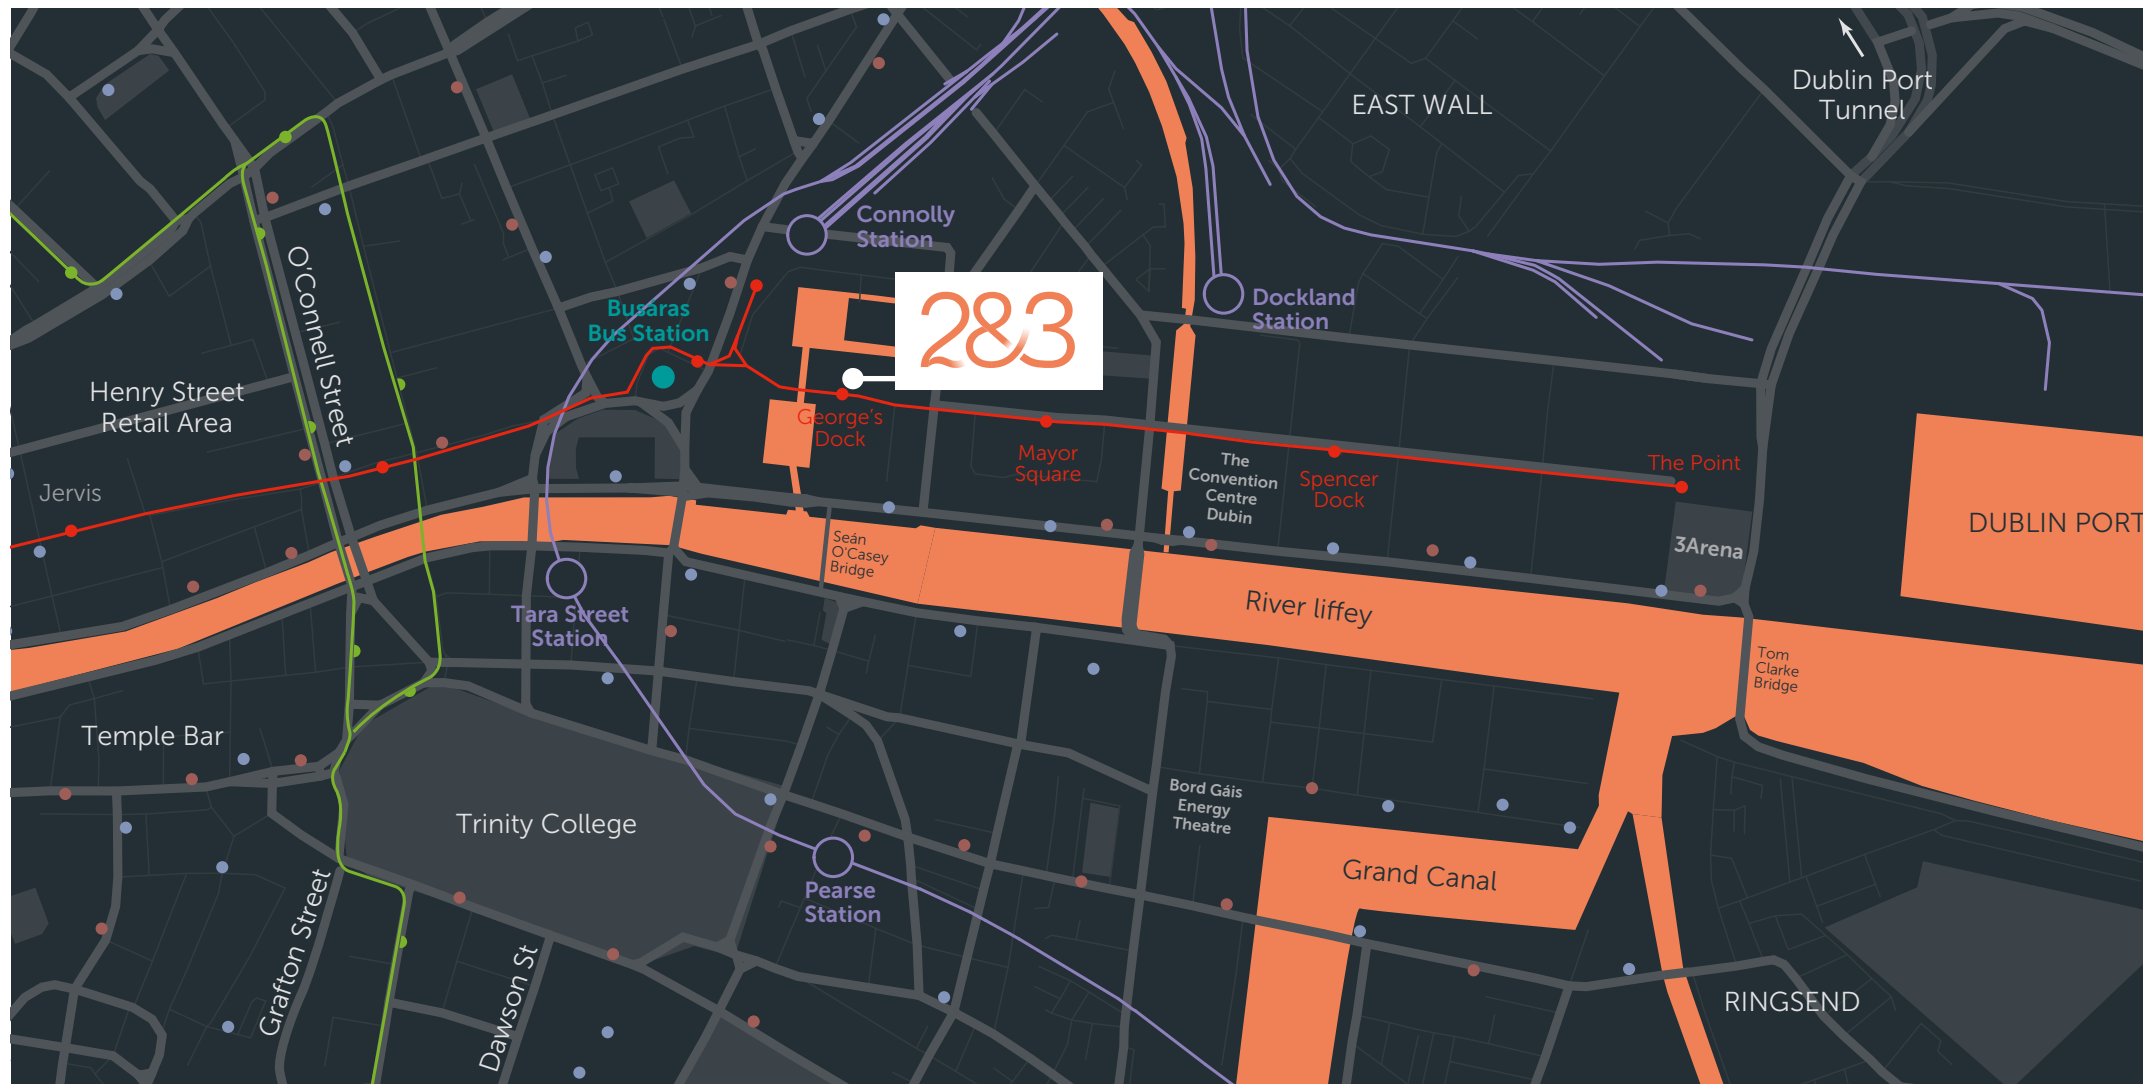 Dublin Port
Tunnel
EAST WALL
Connolly
Station
Dockland
Station
2&3
Busáras
Bus Station
O'Connell Street
Henry Street
Retail Area
George's
Dock
Mayor
Square
The
Convention
Centre
Dubin
Spencer
Dock
The Point
Jervis
DUBLIN PORT
3Arena
Seán
O'Casey
Bridge
River liffey
Tara Street
Station
Tom
Clarke
Bridge
Temple Bar
Trinity College
Bord Gáis
Energy
Theatre
Grand Canal
Pearse
Station
Grafton Street
Dawson St
RINGSEND